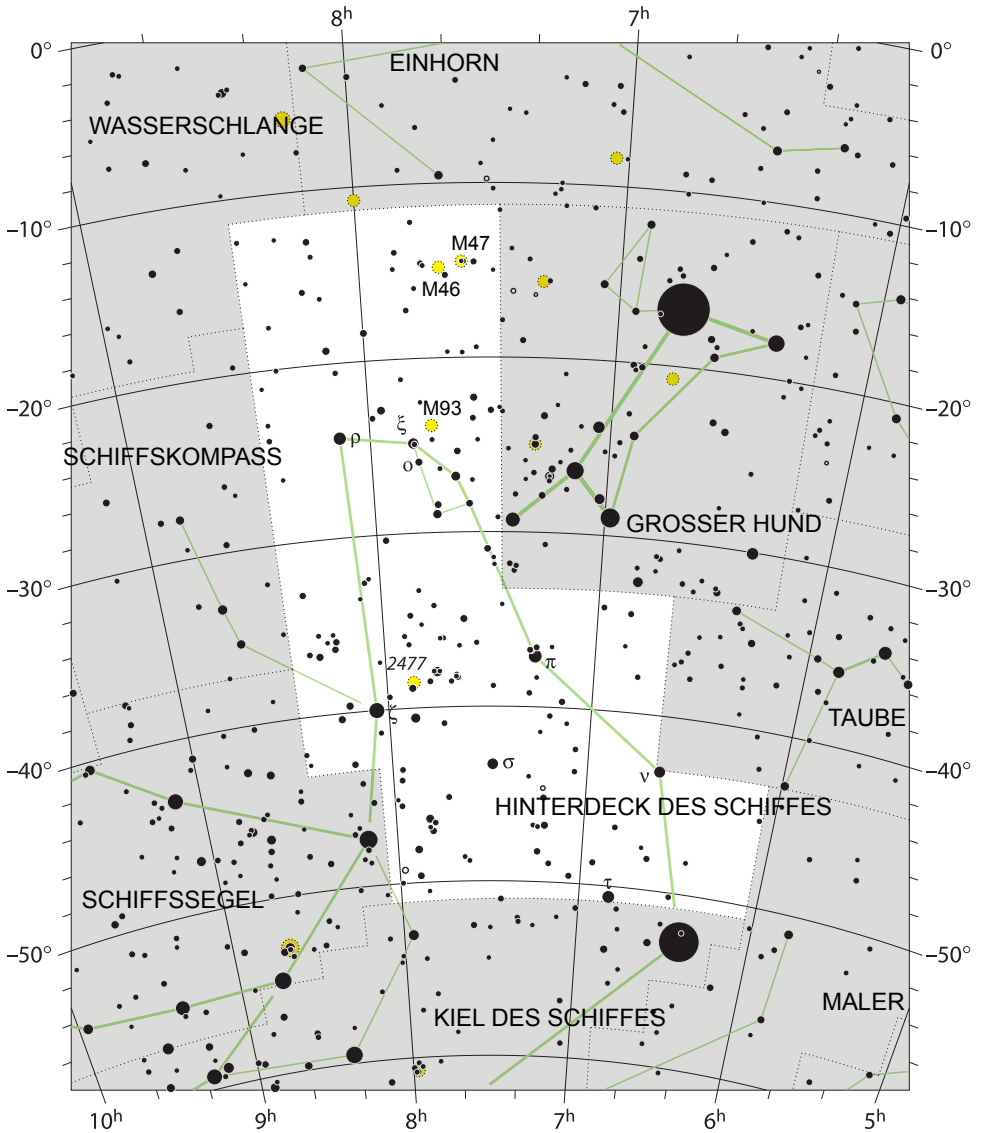 8h 7h
0° 0°
EINHORN
WASSERSCHLANGE
−10° −10°
M47
M46
−20° −20°
M93
ξ
ρ
SCHIFFSKOMPASS
ο
GROSSER HUND
−30° −30°
2477
π
ζ
TAUBE
σ
−40° −40°
ν
HINTERDECK DES SCHIFFES
τ
SCHIFFSSEGEL
−50° −50°
MALER
KIEL DES SCHIFFES
10h 9h 8h 7h 6h 5h